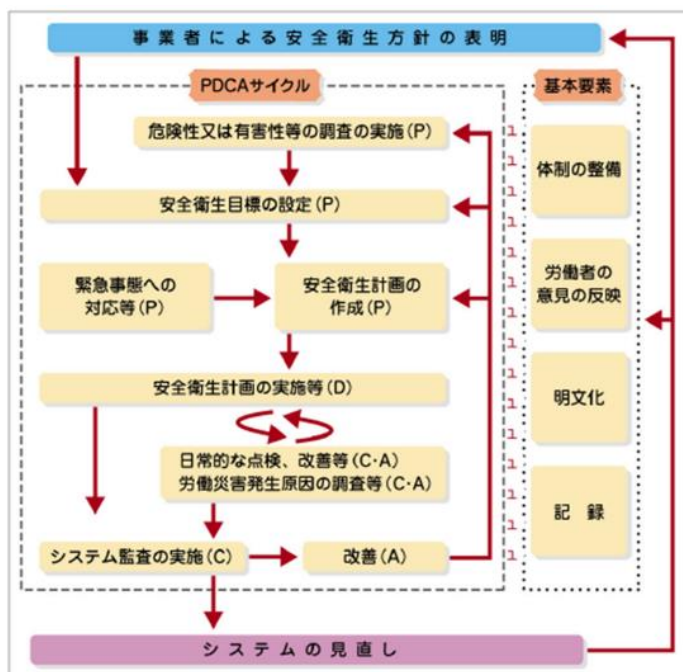 事業者による安全衛生方針の表明
PDCAサイクル
危険性又は有害性等の調査の実施(P)
安全衛生目標の設定(P)
緊急事態への
対応等(P)
安全衛生計画の
作成(P)
安全衛生計画の実施等(D)
日常的な点検、改善等(C・A)
労働災害発生原因の調査等(C・A)
システム監査の実施(C)
改善(A)
基本要素
体制の整備
労働者の
意見の反映
明文化
記録
システムの見直し